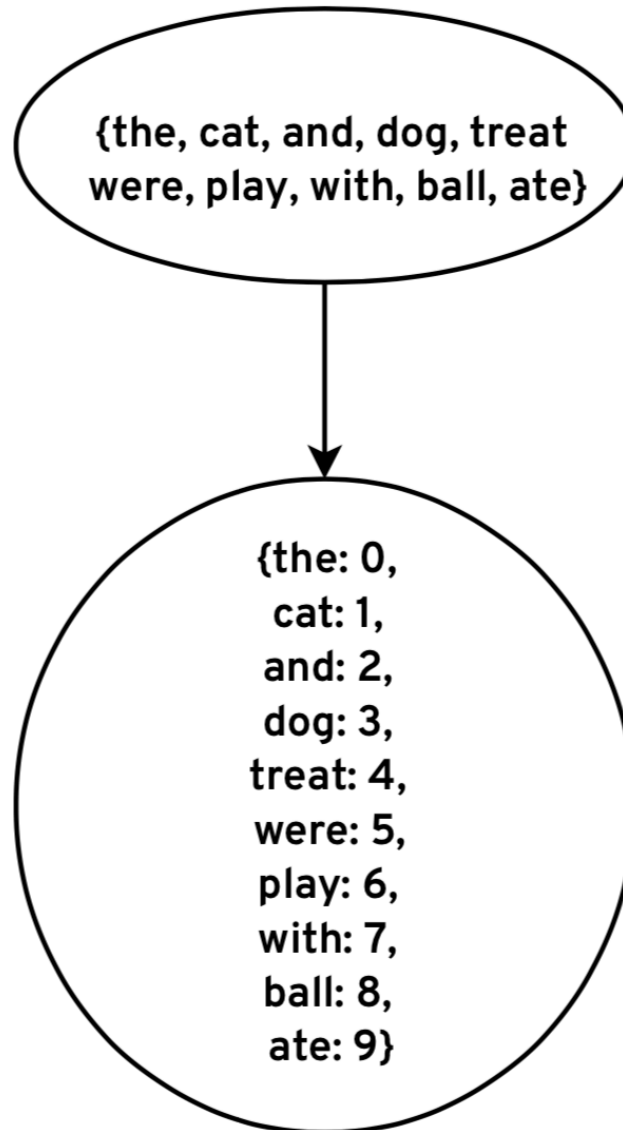 {the, cat, and, dog, treat
were, play, with, ball, ate}
{the: 0,
cat: 1,
and: 2,
dog: 3,
treat: 4,
were: 5,
play: 6,
with: 7,
ball: 8,
ate: 9}